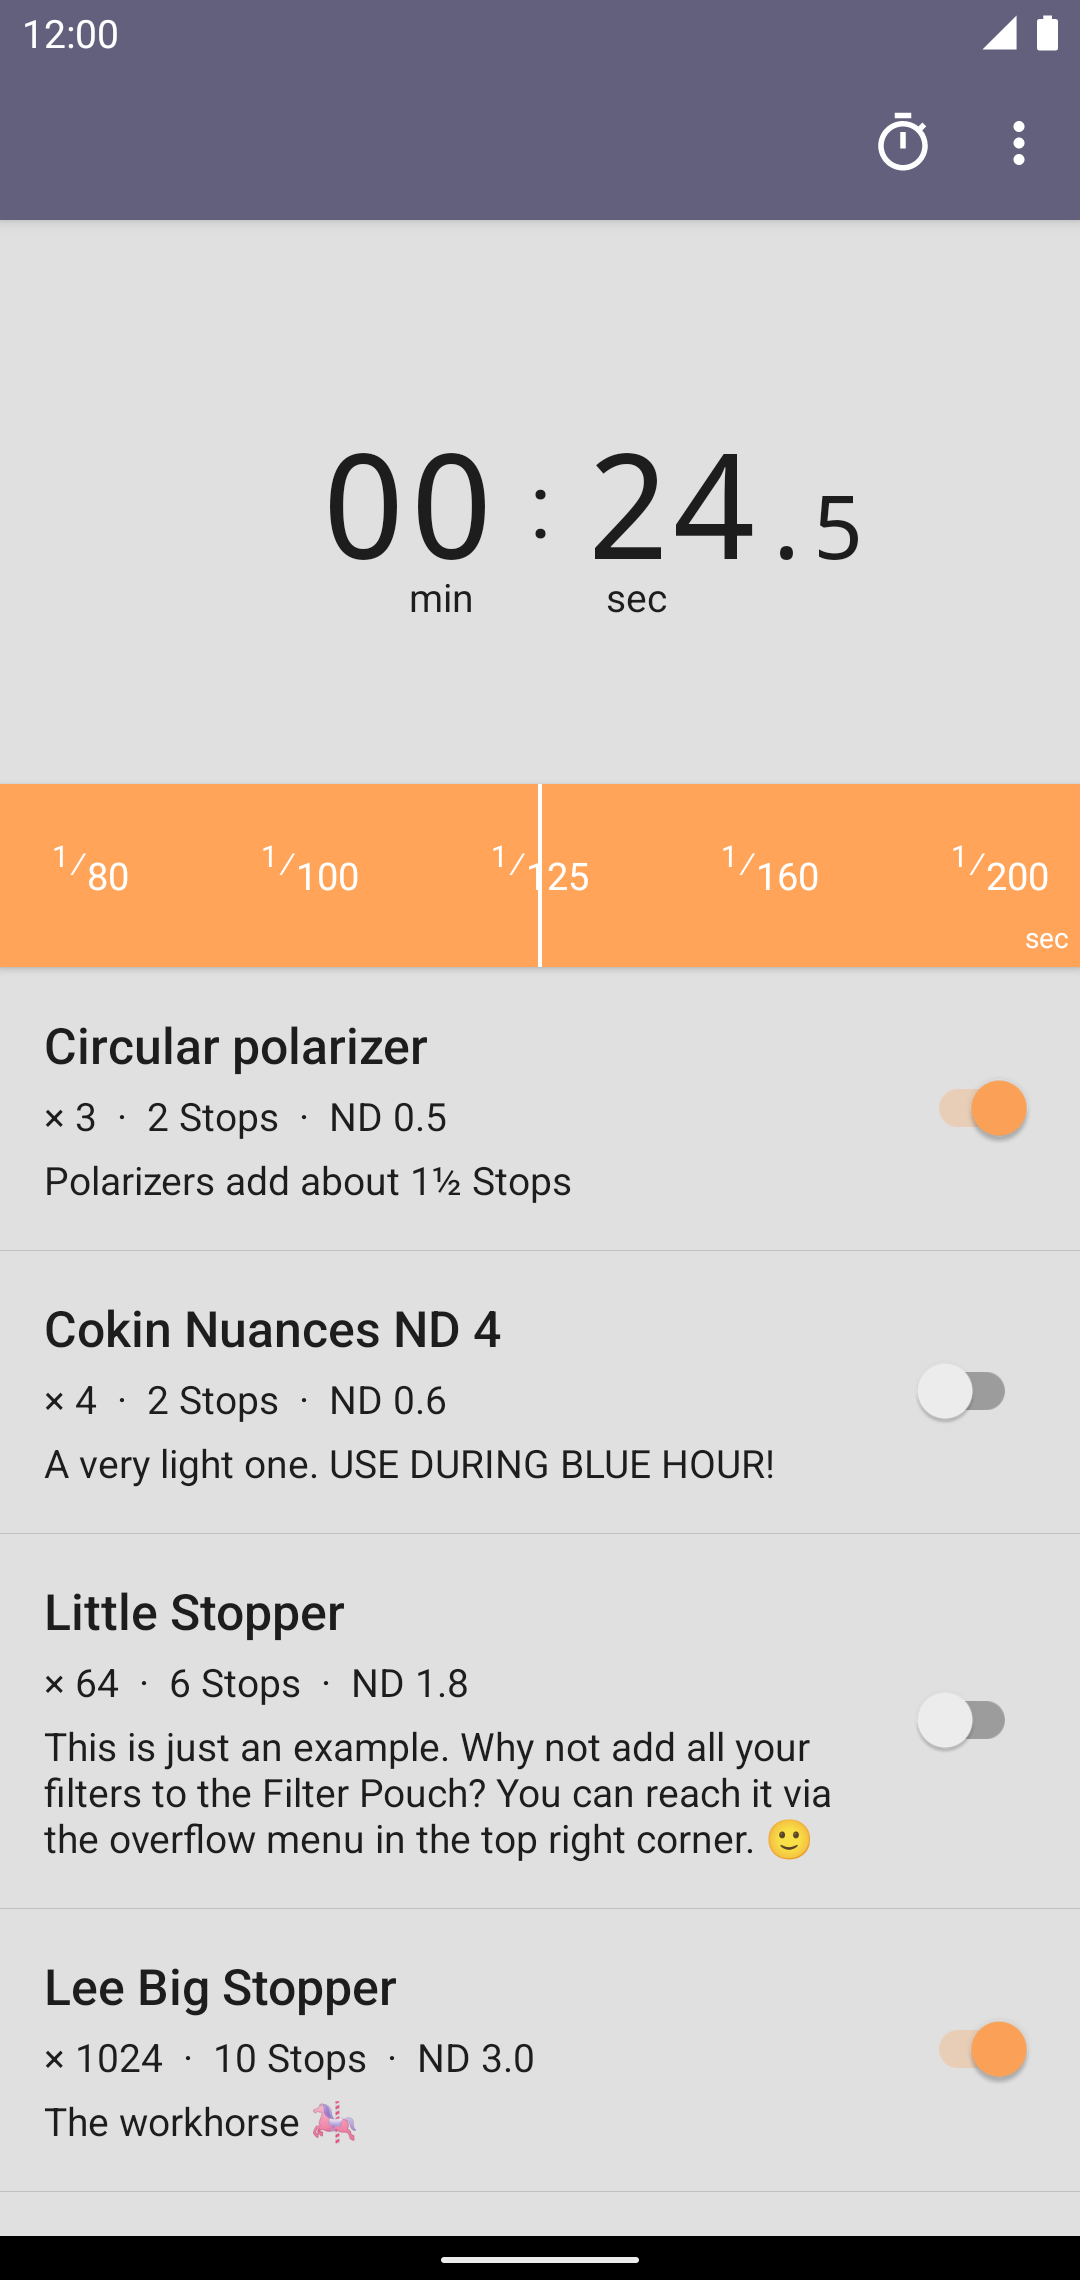 12:00
00 : 24.5
min sec
1/80 1/100 1/125 1/160 1/200
sec
Circular polarizer
× 3 · 2 Stops · ND 0.5
Polarizers add about 1½ Stops
Cokin Nuances ND 4
× 4 · 2 Stops · ND 0.6
A very light one. USE DURING BLUE HOUR!
Little Stopper
× 64 · 6 Stops · ND 1.8
This is just an example. Why not add all your
filters to the Filter Pouch? You can reach it via
the overflow menu in the top right corner. 🙂
Lee Big Stopper
× 1024 · 10 Stops · ND 3.0
The workhorse 🎠